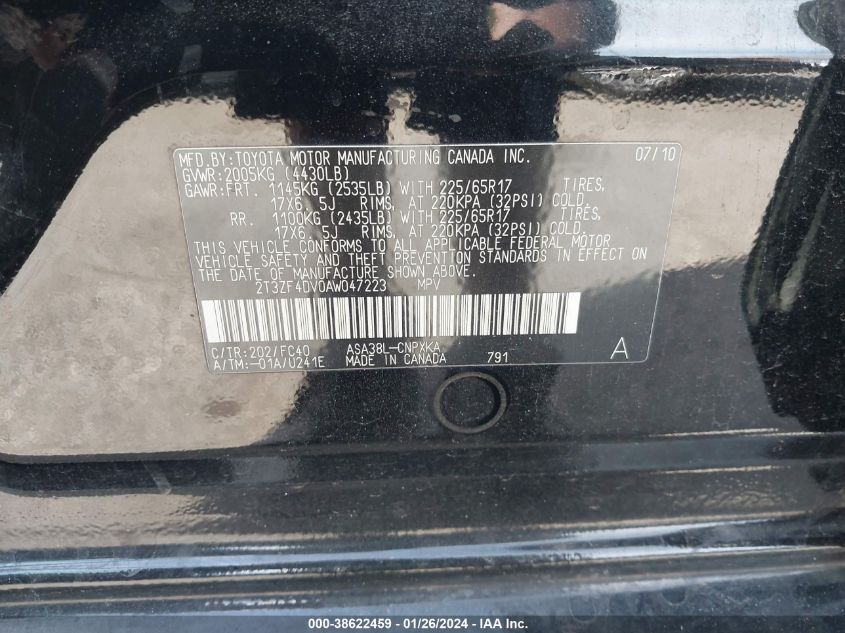 MFD.BY:TOYOTA MOTOR MANUFACTURING CANADA INC. 07/10
GVWR:2005KG (4430LB)
GAWR:FRT. 1145KG (2535LB) WITH 225/65R17 TIRES,
17X6. 5J RIMS, AT 220KPA (32PSI) COLD.
RR. 1100KG (2435LB) WITH 225/65R17 TIRES,
17X6. 5J RIMS, AT 220KPA (32PSI) COLD.
THIS VEHICLE CONFORMS TO ALL APPLICABLE FEDERAL MOTOR
VEHICLE SAFETY AND THEFT PREVENTION STANDARDS IN EFFECT ON
THE DATE OF MANUFACTURE SHOWN ABOVE.
2T3ZF4DV0AW047223 MPV
C/TR:202/FC40 ASA38L-CNPXKA
A/TM:-01A/U241E MADE IN CANADA 791 A
000-38622459 - 01/26/2024 - www.iaai.com - Copyright IAA, Inc.